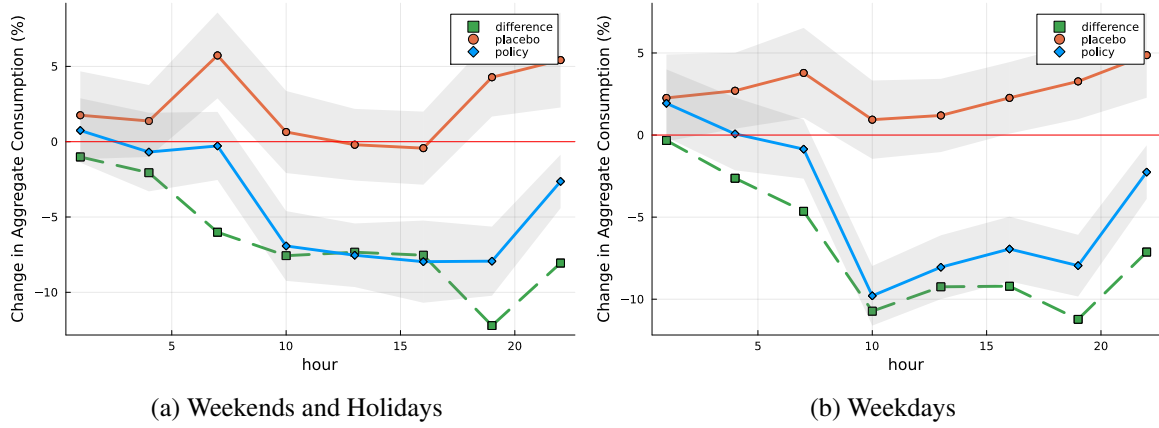 Change in Aggregate Consumption (%)
5
0
−5
−10
5
10
15
20
hour
difference
placebo
policy
(a) Weekends and Holidays
Change in Aggregate Consumption (%)
5
0
−5
−10
5
10
15
20
hour
difference
placebo
policy
(b) Weekdays